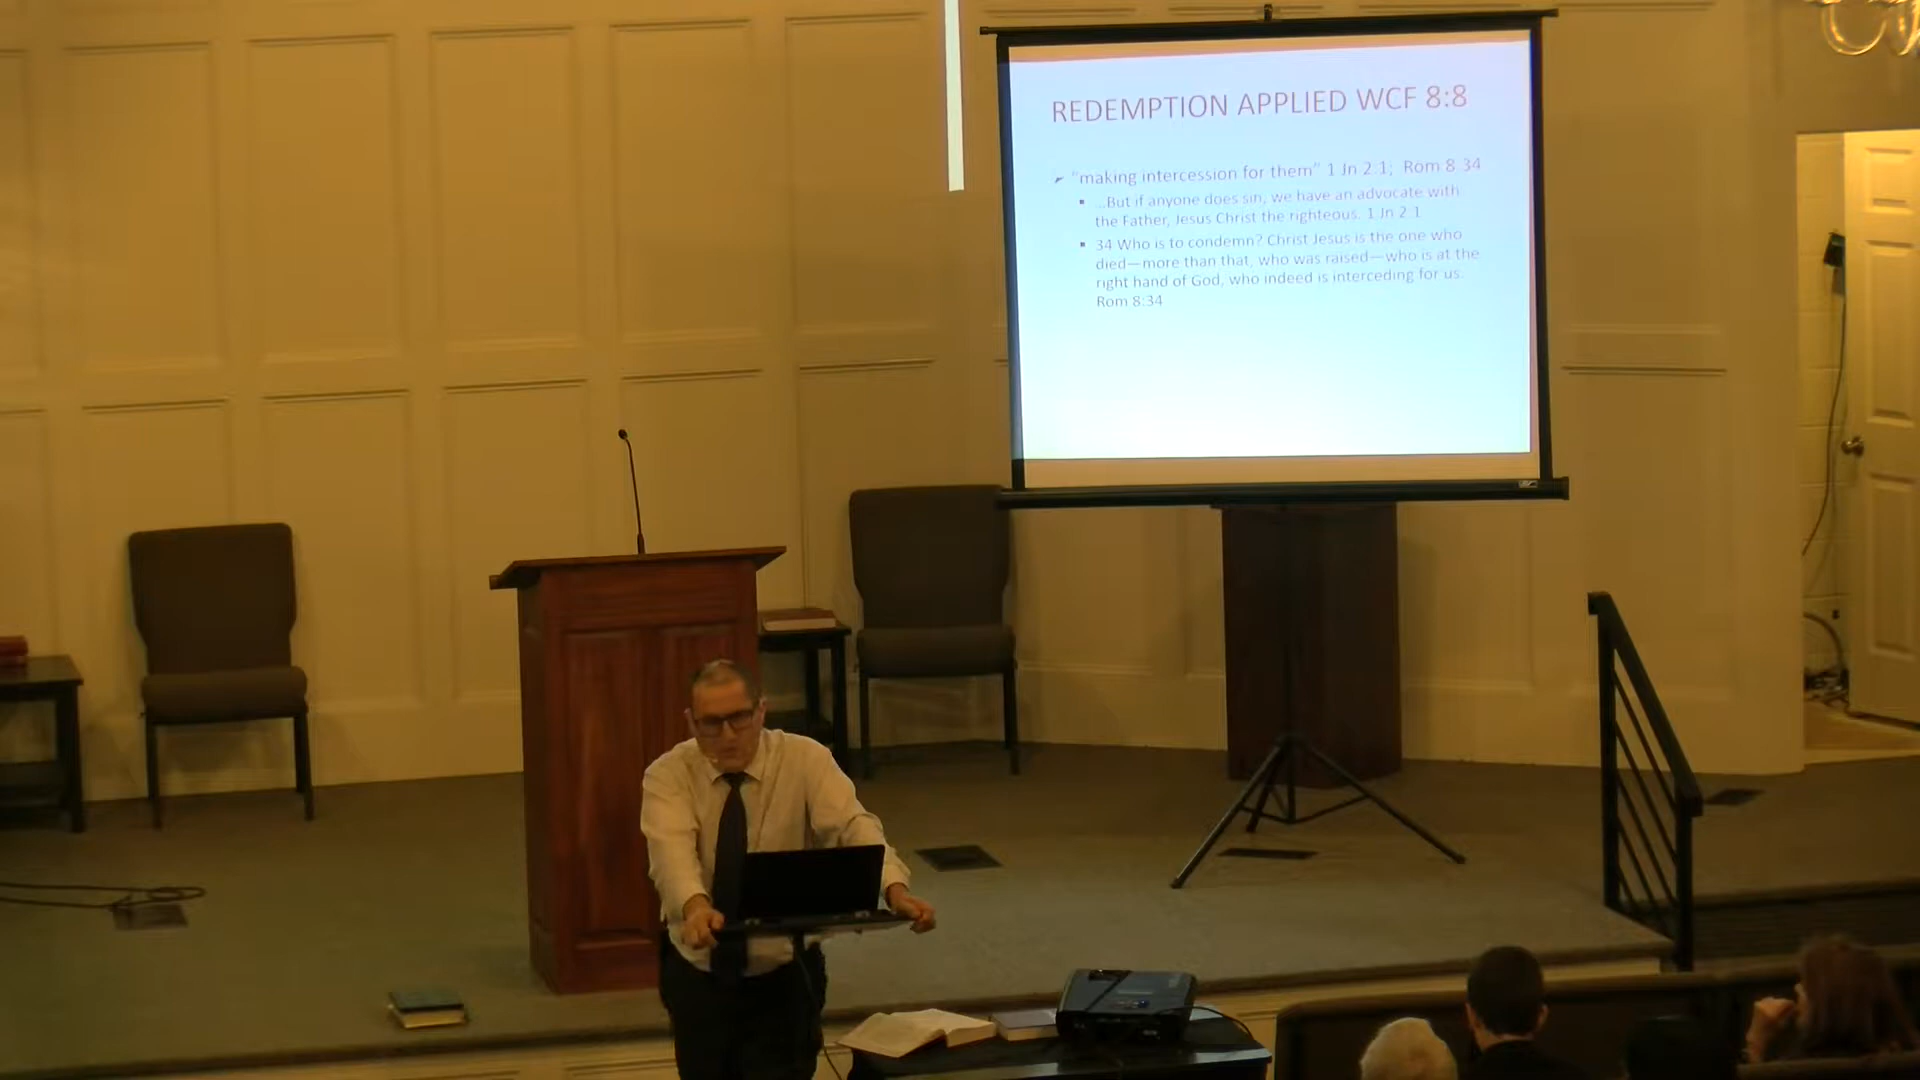 REDEMPTION APPLIED WCF 8:8
"making intercession for them" 1 Jn 2:1; Rom 8:34
...But if anyone does sin, we have an advocate with
the Father, Jesus Christ the righteous. 1 Jn 2:1
34 Who is to condemn? Christ Jesus is the one who
died—more than that, who was raised—who is at the
right hand of God, who indeed is interceding for us.
Rom 8:34